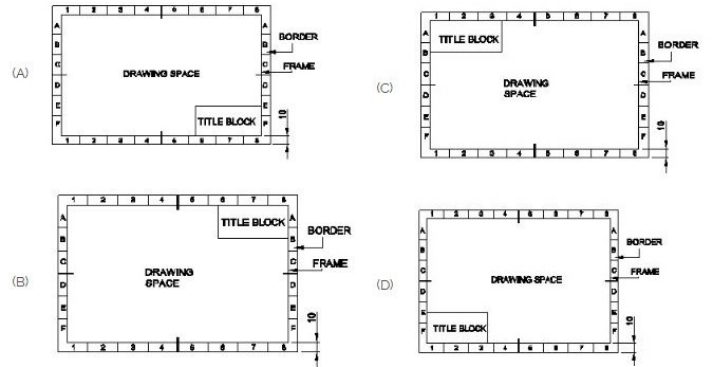 (A)
1 2 3 4 5 6 7 8
A B C D E F
DRAWING SPACE
TITLE BLOCK
A B C D E F
BORDER
FRAME
10
1 2 3 4 5 6 7 8
(C)
1 2 3 4 5 6 7 8
A B C D E F
TITLE BLOCK
DRAWING
SPACE
A B C D E F
BORDER
FRAME
10
1 2 3 4 5 6 7 8
(B)
1 2 3 4 5 6 7 8
A B C D E F
TITLE BLOCK
DRAWING
SPACE
A B C D E F
BORDER
FRAME
10
1 2 3 4 5 6 7 8
(D)
1 2 3 4 5 6 7 8
A B C D E F
DRAWING SPACE
TITLE BLOCK
A B C D E F
BORDER
FRAME
10
1 2 3 4 5 6 7 8